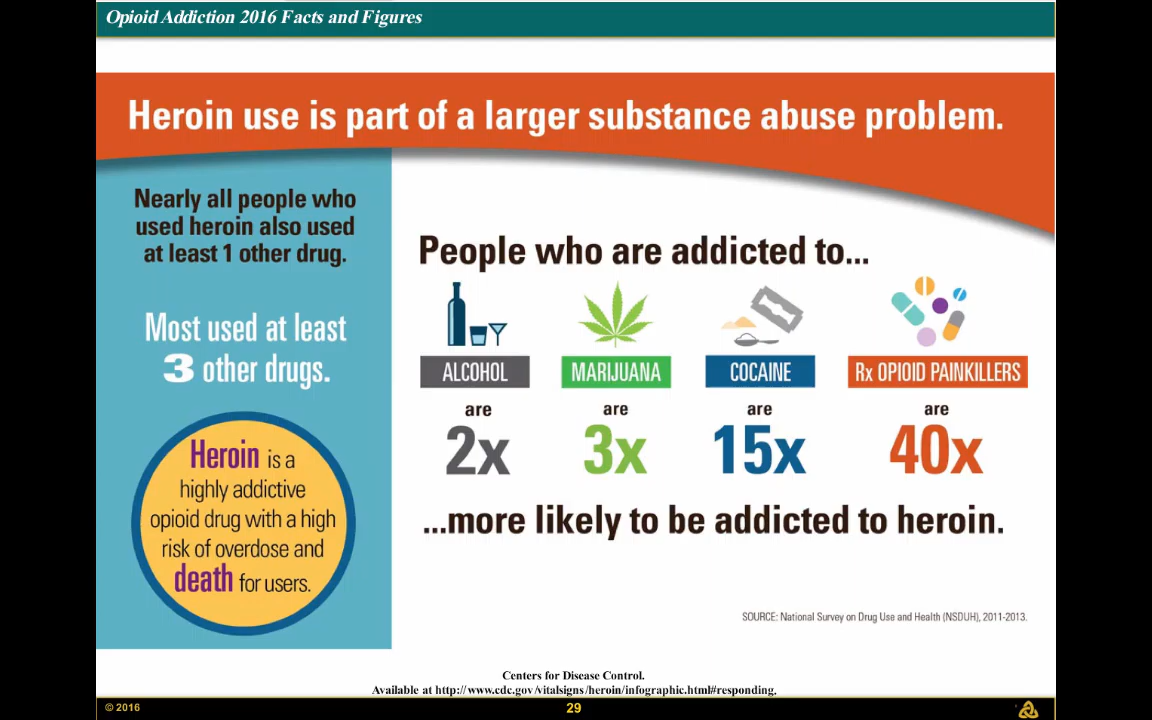 Opioid Addiction 2016 Facts and Figures
Heroin use is part of a larger substance abuse problem.
Nearly all people who
used heroin also used
at least 1 other drug.
Most used at least
3 other drugs.
Heroin is a
highly addictive
opioid drug with a high
risk of overdose and
death for users.
People who are addicted to...
ALCOHOL
MARIJUANA
COCAINE
Rx OPIOID PAINKILLERS
are
are
are
are
2x
3x
15x
40x
...more likely to be addicted to heroin.
SOURCE: National Survey on Drug Use and Health (NSDUH), 2011-2013.
Centers for Disease Control.
Available at http://www.cdc.gov/vitalsigns/heroin/infographic.html#responding.
© 2016
29